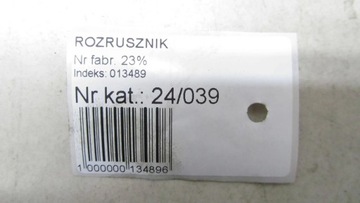 ROZRUSZNIK
Nr fabr. 23%
Indeks: 013489
Nr kat.: 24/039
1 000000 134896